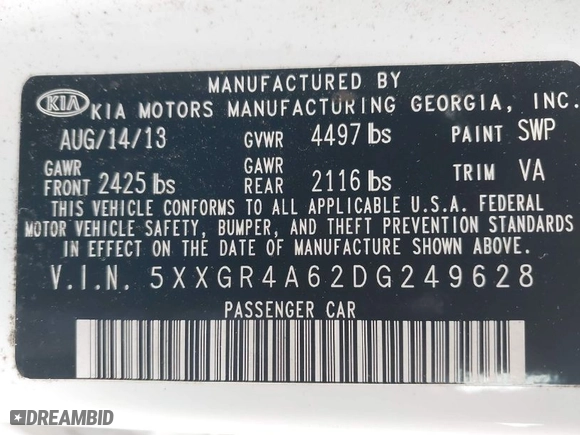 MANUFACTURED BY
KIA KIA MOTORS MANUFACTURING GEORGIA, INC.
AUG/14/13 GVWR 4497 lbs PAINT SWP
GAWR FRONT 2425 lbs GAWR REAR 2116 lbs TRIM VA
THIS VEHICLE CONFORMS TO ALL APPLICABLE U.S.A. FEDERAL
MOTOR VEHICLE SAFETY, BUMPER, AND THEFT PREVENTION STANDARDS
IN EFFECT ON THE DATE OF MANUFACTURE SHOWN ABOVE.
V.I.N. 5XXGR4A62DG249628
PASSENGER CAR
DREAMBID